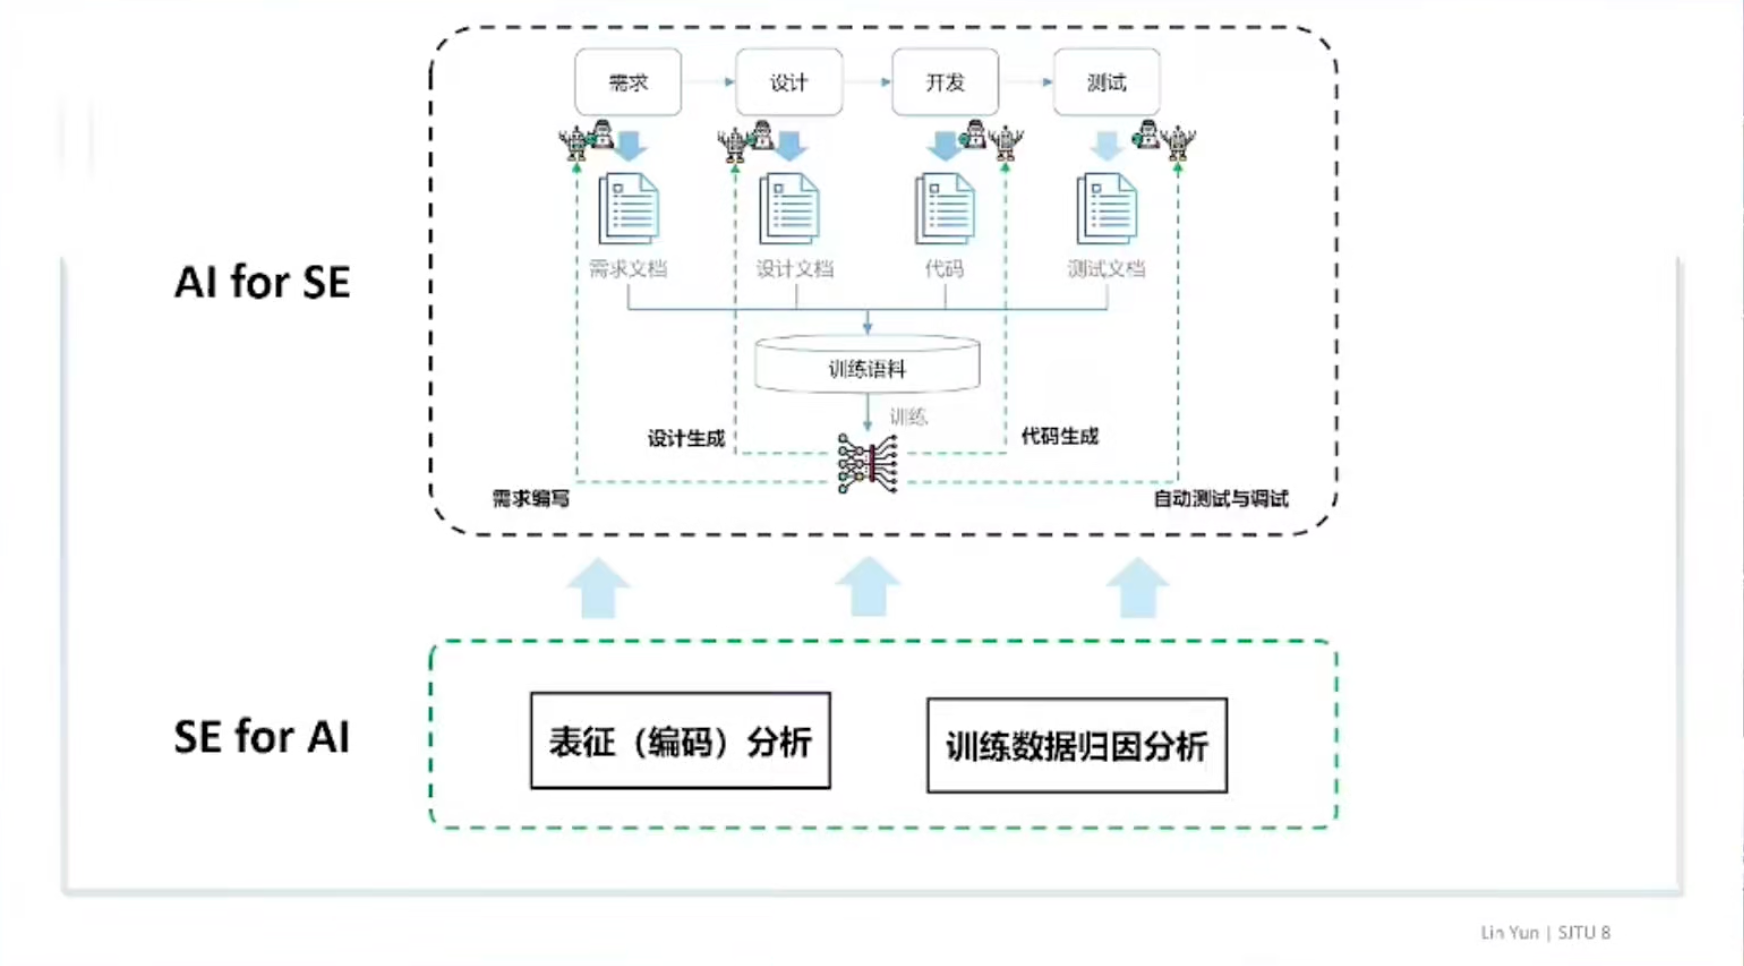 需求
设计
开发
测试
需求文档
设计文档
代码
测试文档
AI for SE
训练语料
训练
设计生成
代码生成
需求编写
自动测试与调试
SE for AI
表征（编码）分析
训练数据归因分析
Lin Yun | SJTU 8